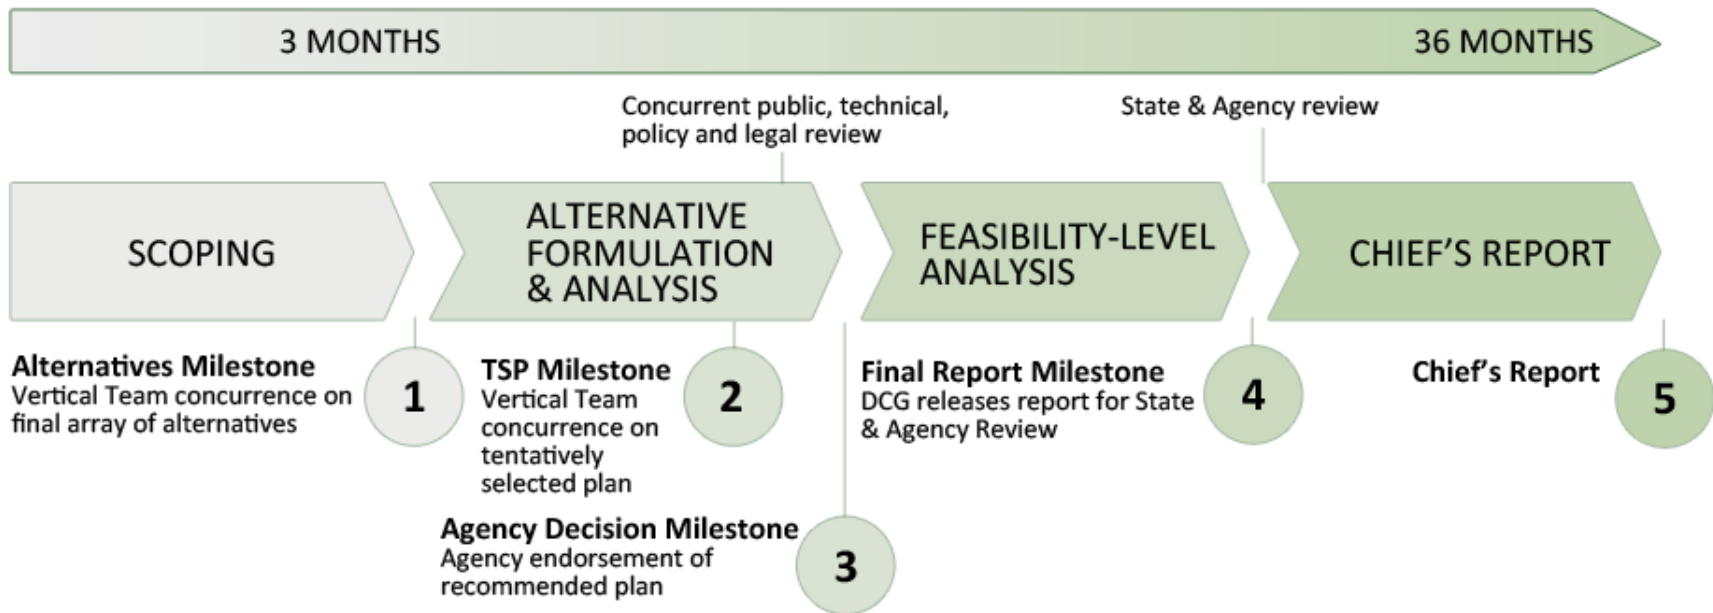 3 MONTHS
36 MONTHS
Concurrent public, technical,
policy and legal review
State & Agency review
SCOPING
ALTERNATIVE
FORMULATION
& ANALYSIS
FEASIBILITY-LEVEL
ANALYSIS
CHIEF’S REPORT
Alternatives Milestone
Vertical Team concurrence on
final array of alternatives
1
TSP Milestone
Vertical Team
concurrence on
tentatively
selected plan
2
Agency Decision Milestone
Agency endorsement of
recommended plan
3
Final Report Milestone
DCG releases report for State
& Agency Review
4
Chief’s Report
5